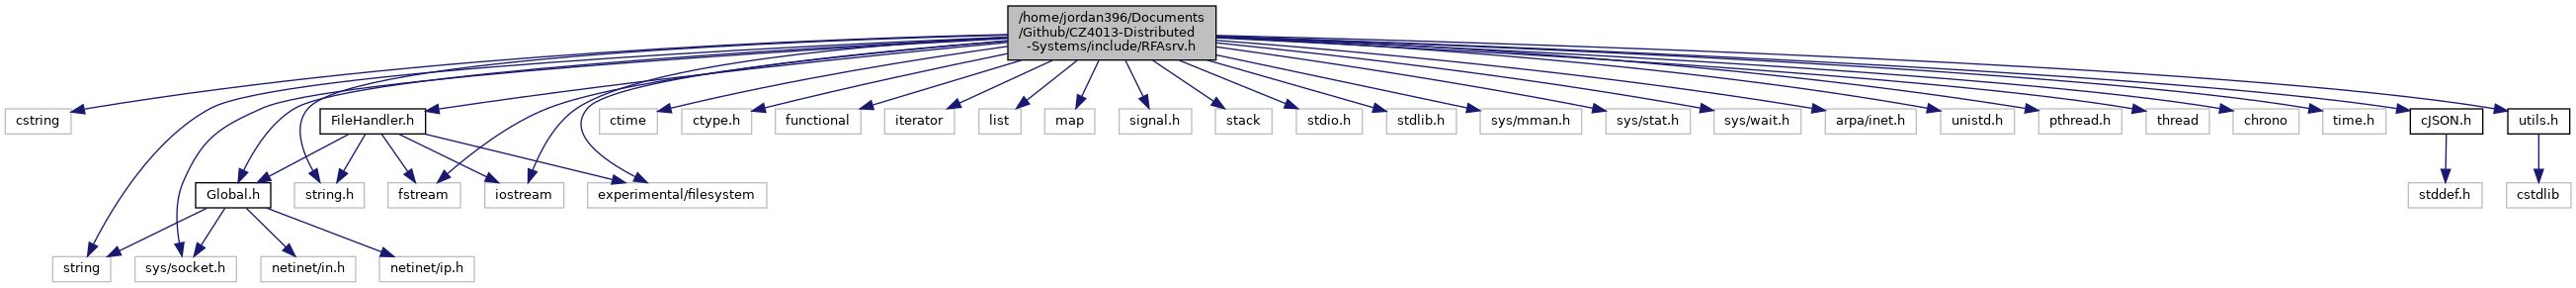 /home/jordan396/Documents
/Github/CZ4013-Distributed
-Systems/include/RFAsrv.h
cstring
FileHandler.h
ctime
ctype.h
functional
iterator
list
map
signal.h
stack
stdio.h
stdlib.h
sys/mman.h
sys/stat.h
sys/wait.h
arpa/inet.h
unistd.h
pthread.h
thread
chrono
time.h
cJSON.h
utils.h
Global.h
string.h
fstream
iostream
experimental/filesystem
stddef.h
cstdlib
string
sys/socket.h
netinet/in.h
netinet/ip.h